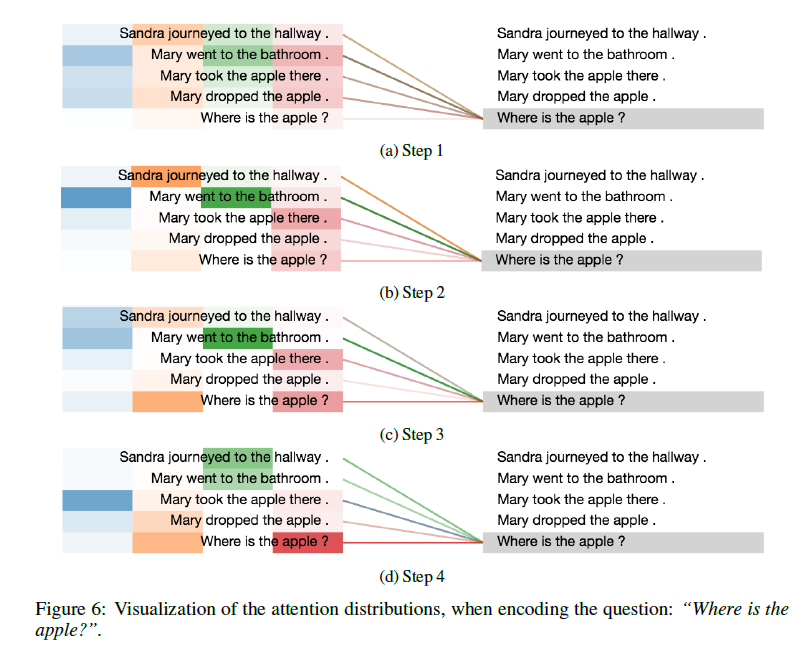 Sandra journeyed to the hallway . Sandra journeyed to the hallway .
Mary went to the bathroom . Mary went to the bathroom .
Mary took the apple there . Mary took the apple there .
Mary dropped the apple . Mary dropped the apple .
Where is the apple ? Where is the apple ?
(a) Step 1
Sandra journeyed to the hallway . Sandra journeyed to the hallway .
Mary went to the bathroom . Mary went to the bathroom .
Mary took the apple there . Mary took the apple there .
Mary dropped the apple . Mary dropped the apple .
Where is the apple ? Where is the apple ?
(b) Step 2
Sandra journeyed to the hallway . Sandra journeyed to the hallway .
Mary went to the bathroom . Mary went to the bathroom .
Mary took the apple there . Mary took the apple there .
Mary dropped the apple . Mary dropped the apple .
Where is the apple ? Where is the apple ?
(c) Step 3
Sandra journeyed to the hallway . Sandra journeyed to the hallway .
Mary went to the bathroom . Mary went to the bathroom .
Mary took the apple there . Mary took the apple there .
Mary dropped the apple . Mary dropped the apple .
Where is the apple ? Where is the apple ?
(d) Step 4
Figure 6: Visualization of the attention distributions, when encoding the question: “Where is the
apple?”.